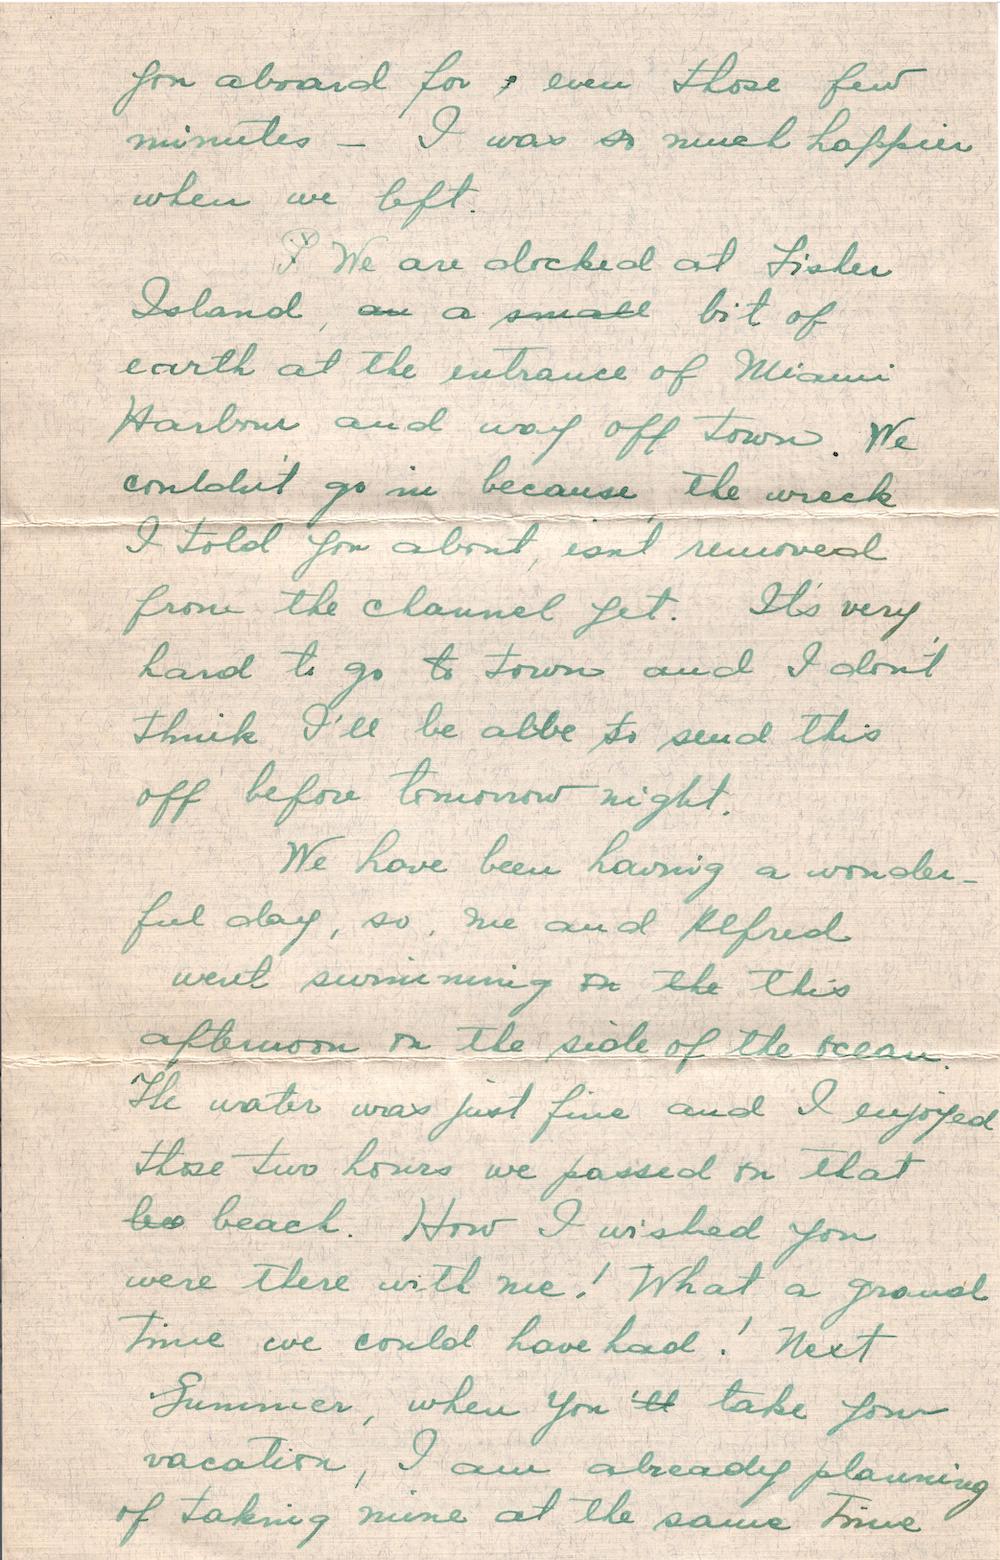 you aboard for, even those few
minutes – I was so much happier
when we left.
We are docked at Fisher
Island, an a small bit of
earth at the entrance of Miami
Harbour and way off town. We
couldn't go in because, the wreck
I told you about, isn't removed
from the channel yet. It's very
hard to go to town and I don't
think I'll be able to send this
off before tomorrow night.
We have been having a wonder-
ful day, so, me and Alfred
went swimming on the this
afternoon on the side of the ocean.
The water was just fine and I enjoyed
those two hours we passed on that
beo beach. How I wished you
were there with me! What a grand
time we could have had! Next
Summer, when you'll take your
vacation, I am already planning
of taking mine at the same time